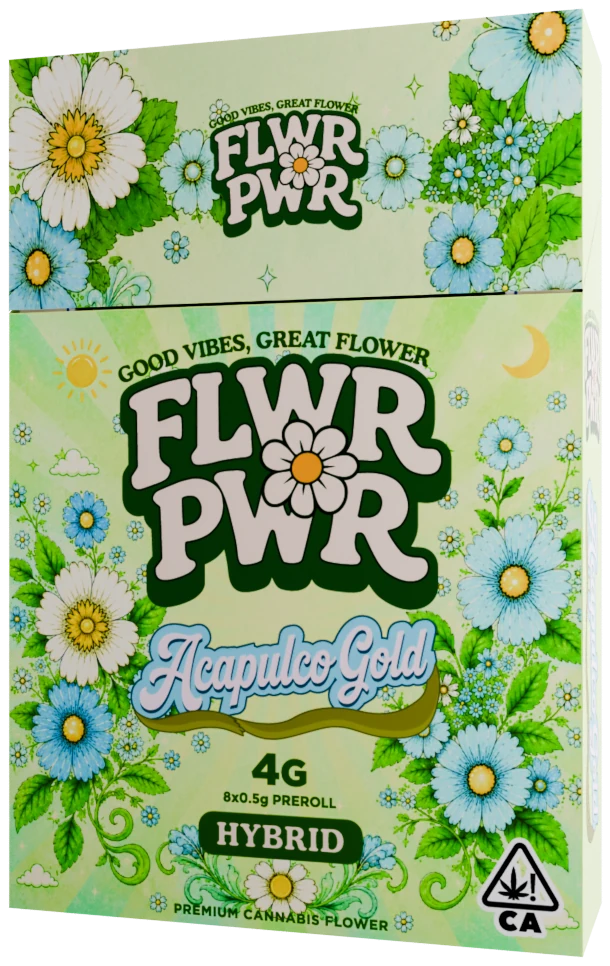 GOOD VIBES, GREAT FLOWER
FLWR
PWR
GOOD VIBES, GREAT FLOWER
FLWR
PWR
Acapulco Gold
4G
8x0.5g PREROLL
HYBRID
PREMIUM CANNABIS FLOWER
!
CA